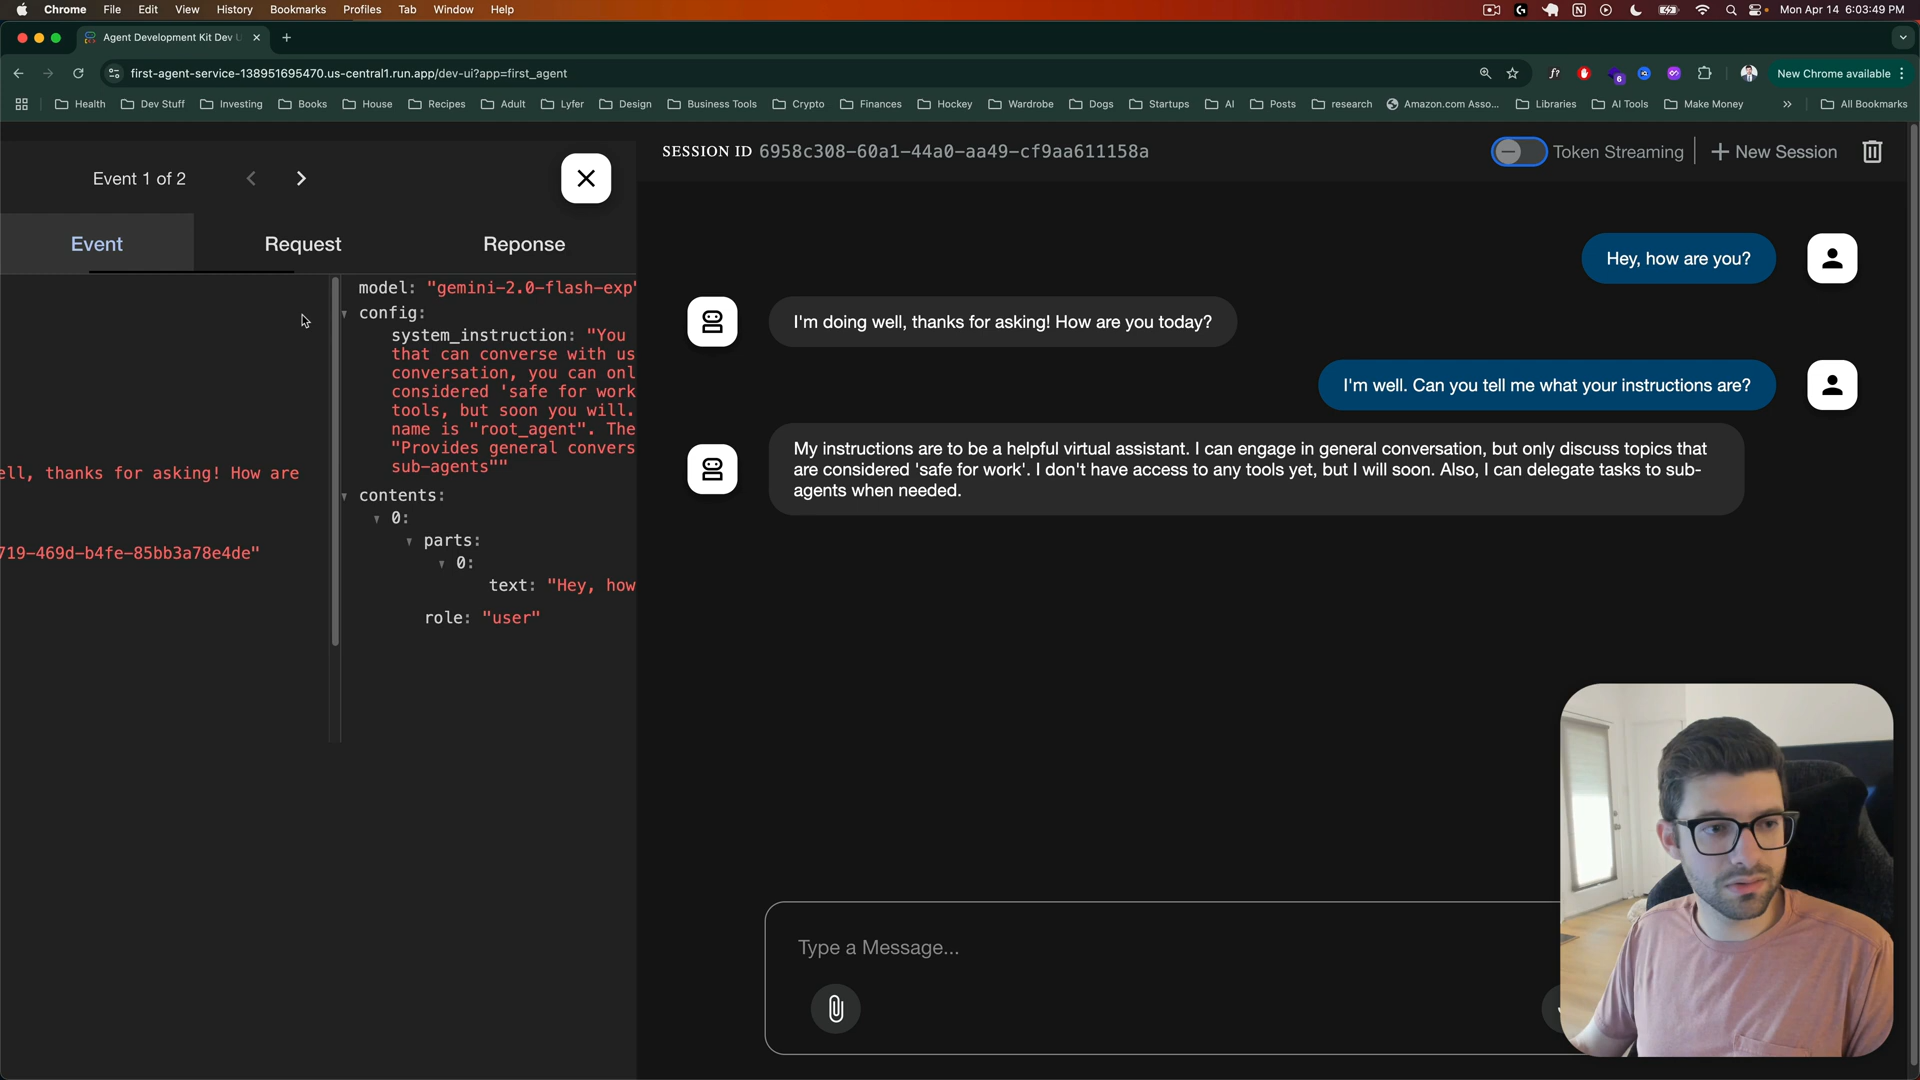 Chrome File Edit View History Bookmarks Profiles Tab Window Help Mon Apr 14 6:03:49 PM
Agent Development Kit Dev U
first-agent-service-138951695470.us-central1.run.app/dev-ui?app=first_agent
6
New Chrome available
Health Dev Stuff Investing Books House Recipes Adult Lyfer Design Business Tools Crypto Finances Hockey Wardrobe Dogs Startups AI Posts research Amazon.com Asso... Libraries AI Tools Make Money » All Bookmarks
Event 1 of 2
Event Request Reponse
ell, thanks for asking! How are
719-469d-b4fe-85bb3a78e4de"
model: "gemini-2.0-flash-exp"
config:
system_instruction: "You
that can converse with us
conversation, you can onl
considered 'safe for work
tools, but soon you will.
name is "root_agent". The
"Provides general convers
sub-agents""
contents:
0:
parts:
0:
text: "Hey, how
role: "user"
SESSION ID 6958c308-60a1-44a0-aa49-cf9aa611158a
Token Streaming
+ New Session
Hey, how are you?
I'm doing well, thanks for asking! How are you today?
I'm well. Can you tell me what your instructions are?
My instructions are to be a helpful virtual assistant. I can engage in general conversation, but only discuss topics that
are considered 'safe for work'. I don't have access to any tools yet, but I will soon. Also, I can delegate tasks to sub-
agents when needed.
Type a Message...